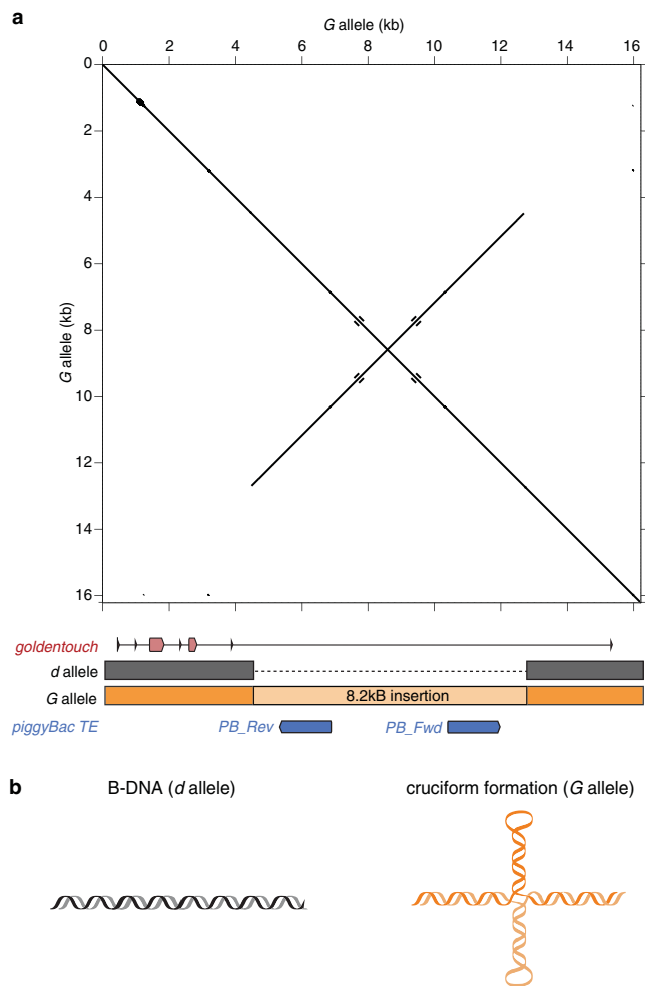 a
G allele (kb)
0 2 4 6 8 10 12 14 16
G allele (kb)
0
2
4
6
8
10
12
14
16
goldentouch
d allele
G allele
8.2kB insertion
piggyBac TE
PB_Rev
PB_Fwd
b
B-DNA (d allele)
cruciform formation (G allele)